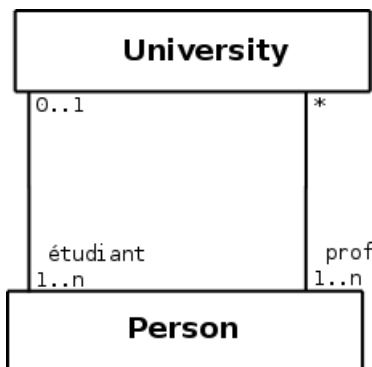 University
0..1 *
étudiant prof
1..n 1..n
Person